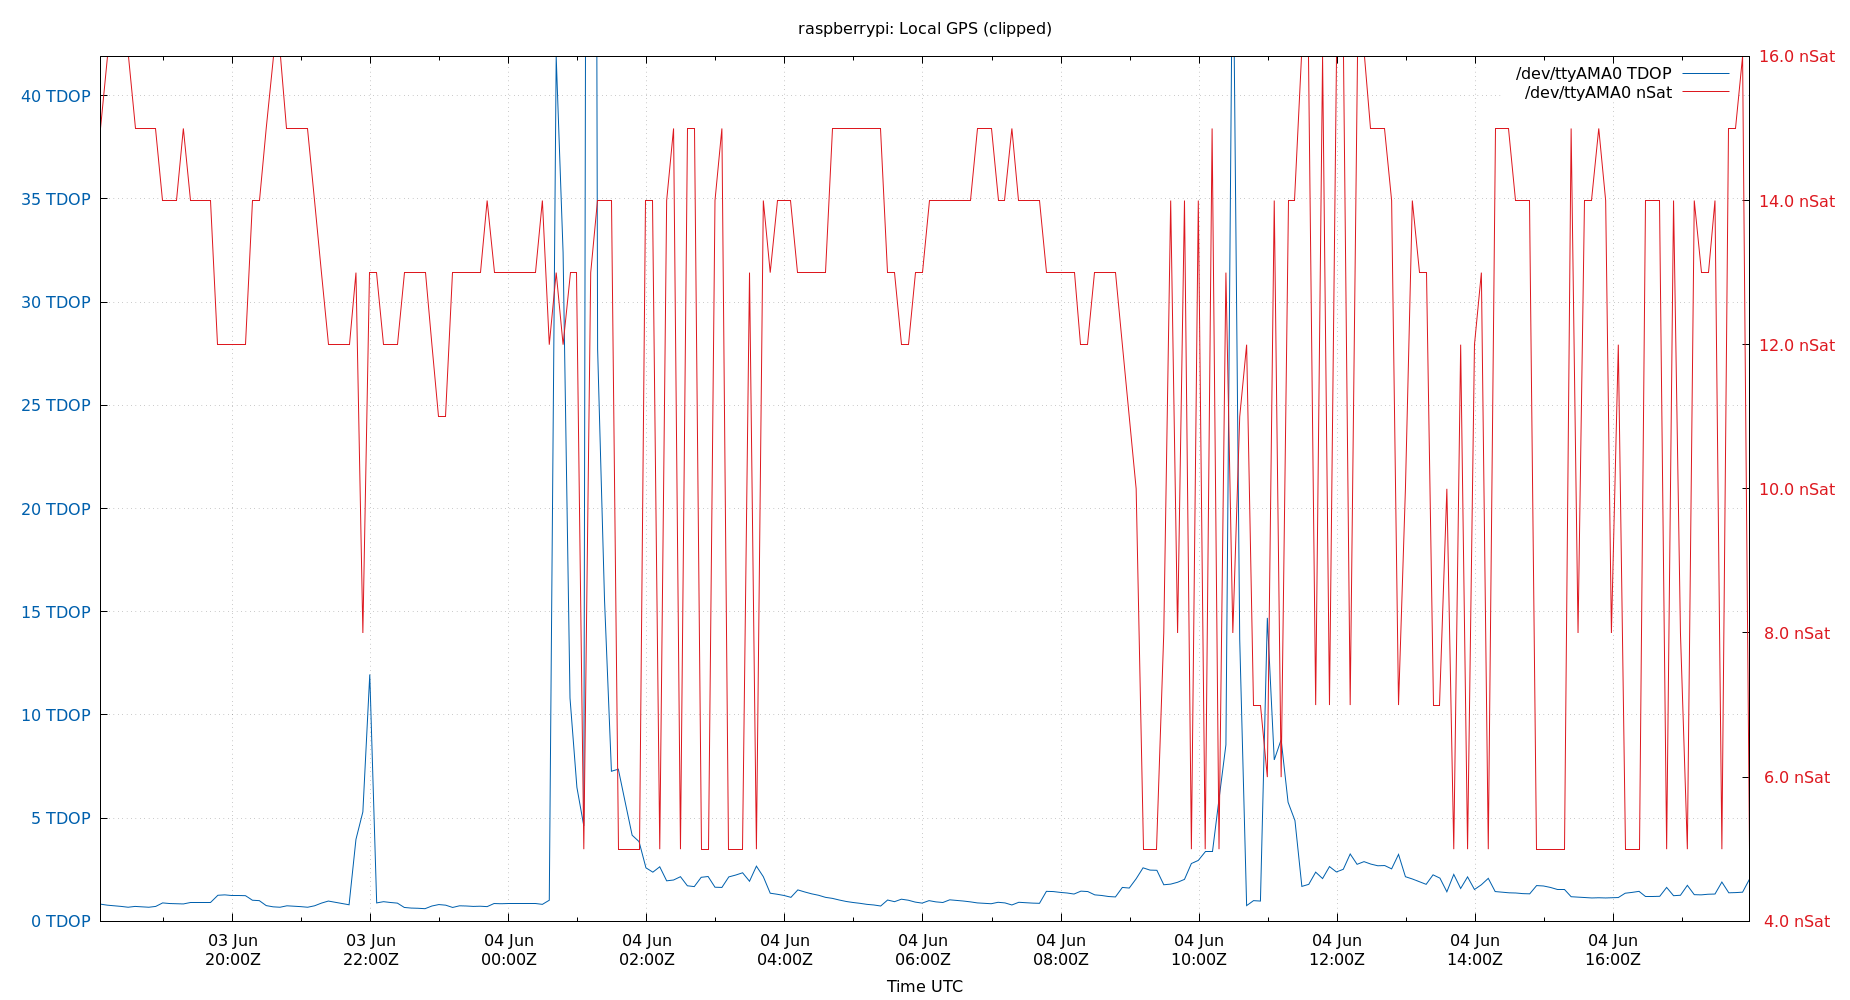 raspberrypi: Local GPS (clipped)
/dev/ttyAMA0 TDOP
/dev/ttyAMA0 nSat
40 TDOP
35 TDOP
30 TDOP
25 TDOP
20 TDOP
15 TDOP
10 TDOP
5 TDOP
0 TDOP
16.0 nSat
14.0 nSat
12.0 nSat
10.0 nSat
8.0 nSat
6.0 nSat
4.0 nSat
03 Jun
20:00Z
03 Jun
22:00Z
04 Jun
00:00Z
04 Jun
02:00Z
04 Jun
04:00Z
04 Jun
06:00Z
04 Jun
08:00Z
04 Jun
10:00Z
04 Jun
12:00Z
04 Jun
14:00Z
04 Jun
16:00Z
Time UTC